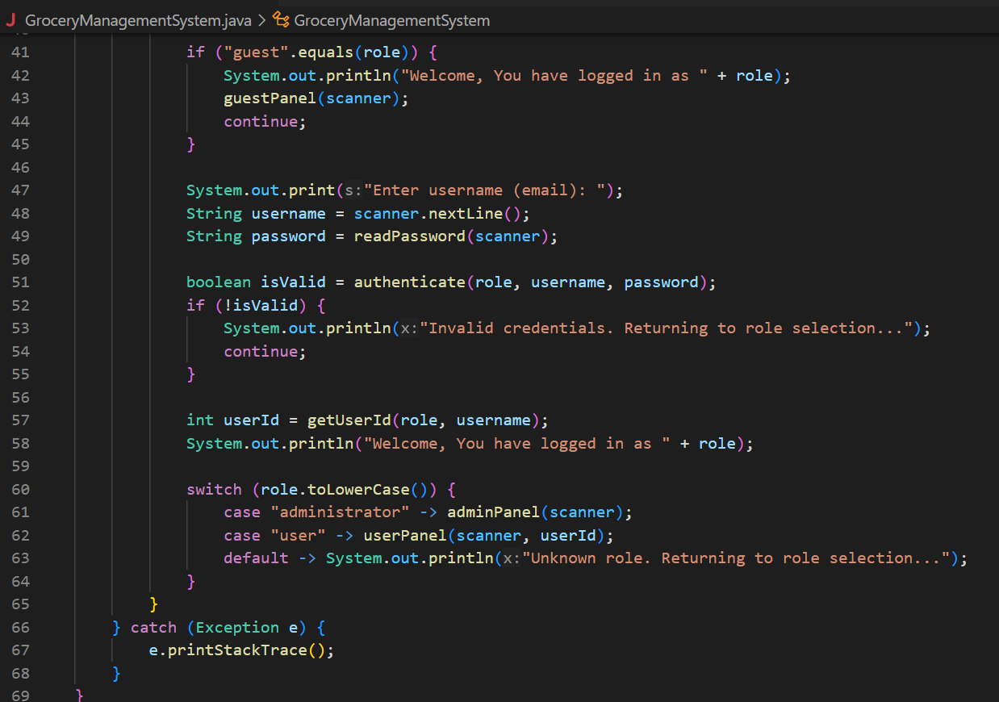 J GroceryManagementSystem.java > GroceryManagementSystem
41 if ("guest".equals(role)) {
42 System.out.println("Welcome, You have logged in as " + role);
43 guestPanel(scanner);
44 continue;
45 }
46
47 System.out.print(s:"Enter username (email): ");
48 String username = scanner.nextLine();
49 String password = readPassword(scanner);
50
51 boolean isValid = authenticate(role, username, password);
52 if (!isValid) {
53 System.out.println(x:"Invalid credentials. Returning to role selection...");
54 continue;
55 }
56
57 int userId = getUserId(role, username);
58 System.out.println("Welcome, You have logged in as " + role);
59
60 switch (role.toLowerCase()) {
61 case "administrator" -> adminPanel(scanner);
62 case "user" -> userPanel(scanner, userId);
63 default -> System.out.println(x:"Unknown role. Returning to role selection...");
64 }
65 }
66 } catch (Exception e) {
67 e.printStackTrace();
68 }
69 }